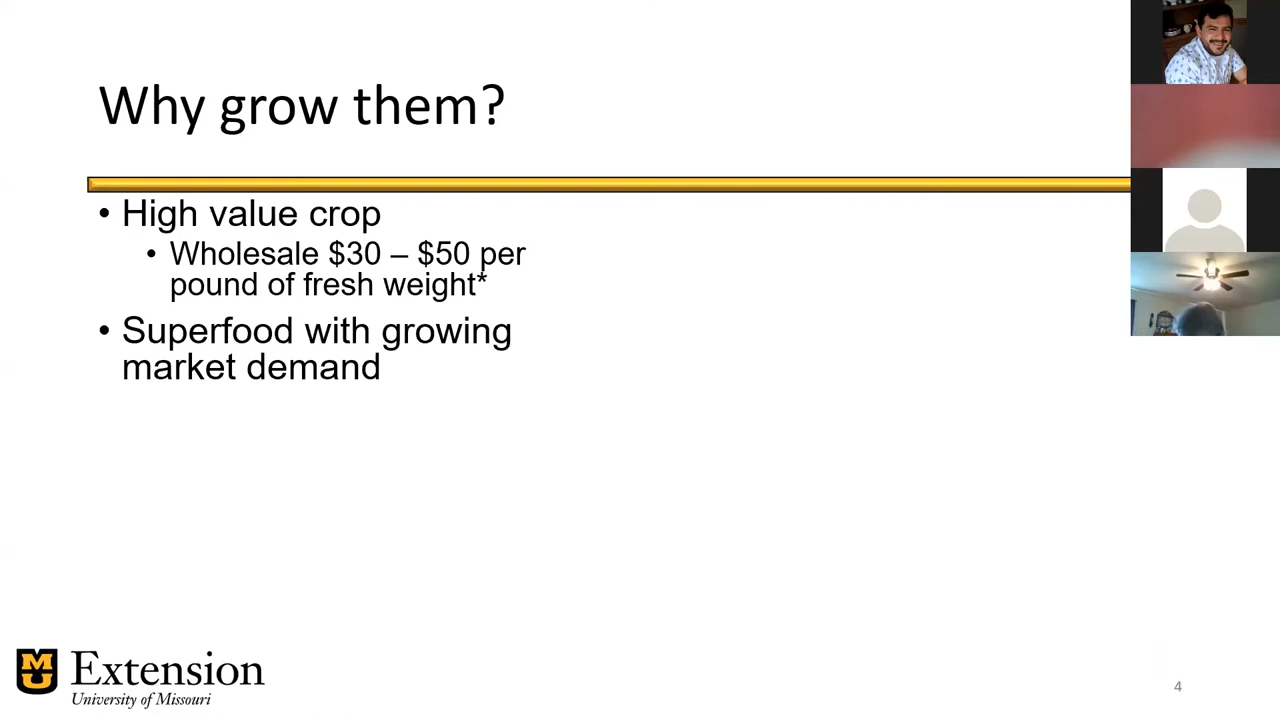 Why grow them?
• High value crop
• Wholesale $30 – $50 per
pound of fresh weight*
• Superfood with growing
market demand
MU
Extension
University of Missouri
4